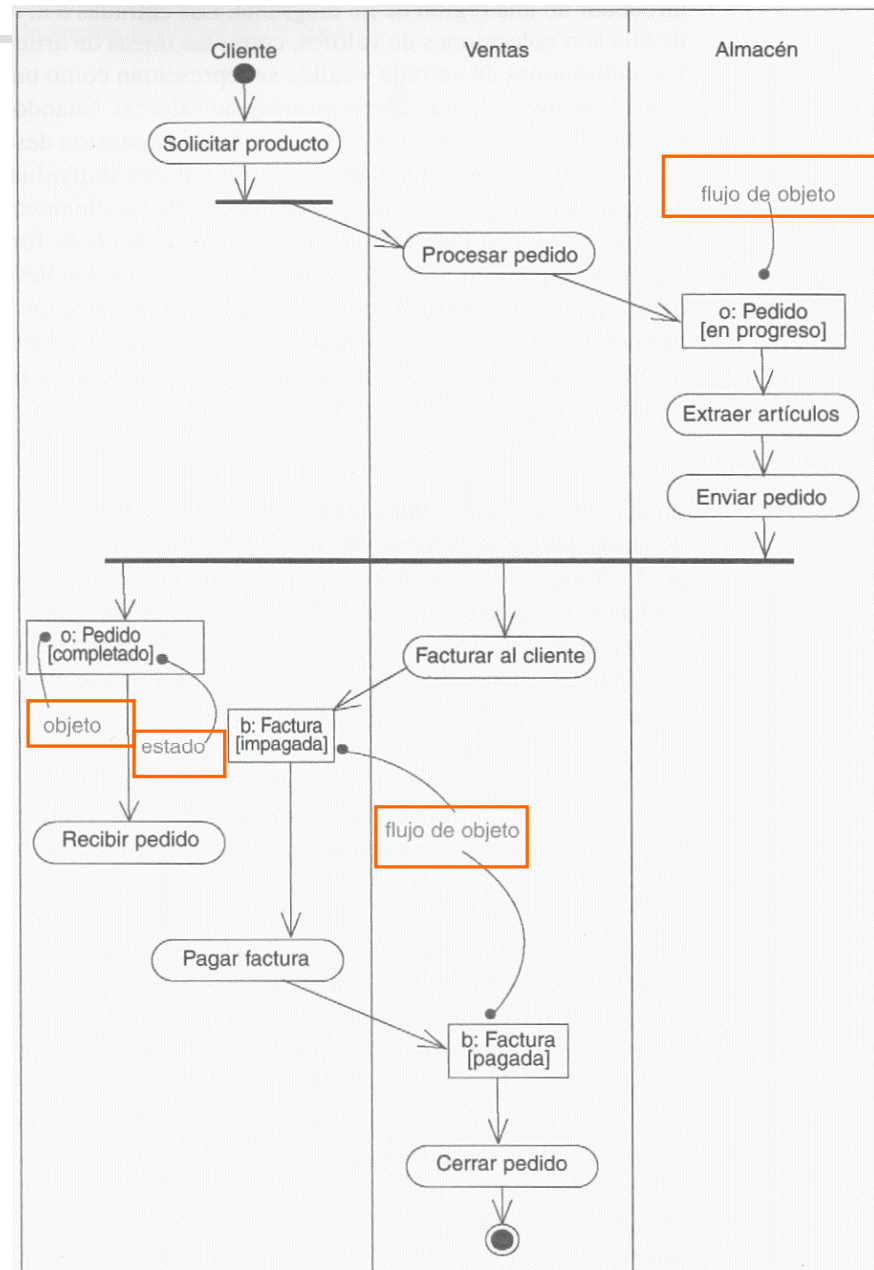 Cliente
Ventas
Almacén
Solicitar producto
flujo de objeto
Procesar pedido
o: Pedido
[en progreso]
Extraer artículos
Enviar pedido
o: Pedido
[completado]
Facturar al cliente
objeto
estado
b: Factura
[impagada]
Recibir pedido
flujo de objeto
Pagar factura
b: Factura
[pagada]
Cerrar pedido